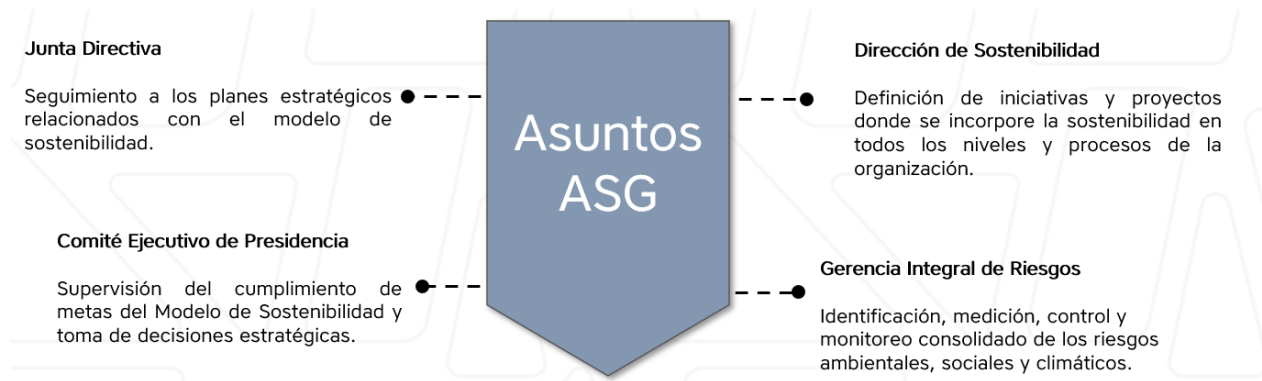 Junta Directiva
Seguimiento a los planes estratégicos
relacionados con el modelo de
sostenibilidad.
Comité Ejecutivo de Presidencia
Supervisión del cumplimiento de
metas del Modelo de Sostenibilidad y
toma de decisiones estratégicas.
Asuntos
ASG
Dirección de Sostenibilidad
Definición de iniciativas y proyectos
donde se incorpore la sostenibilidad en
todos los niveles y procesos de la
organización.
Gerencia Integral de Riesgos
Identificación, medición, control y
monitoreo consolidado de los riesgos
ambientales, sociales y climáticos.